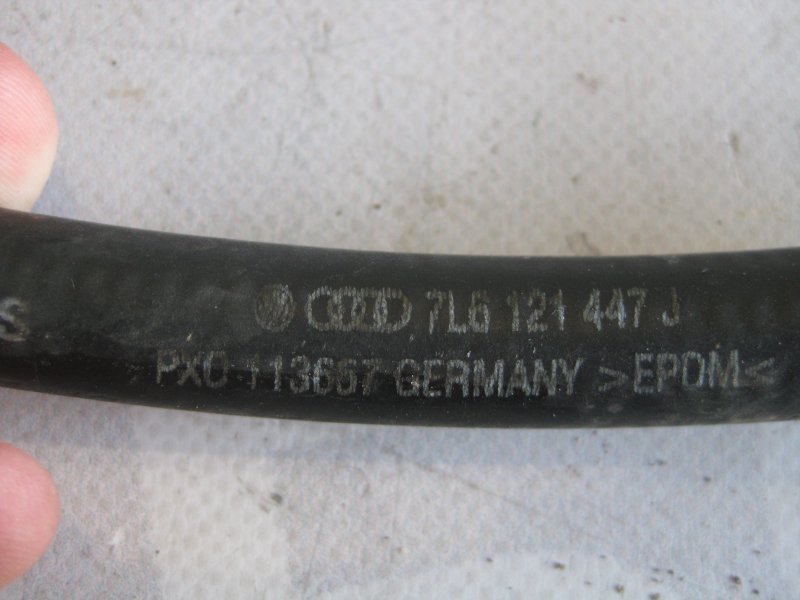 7L6 121 447 J
S
PXO 113667 GERMANY >EPDM<